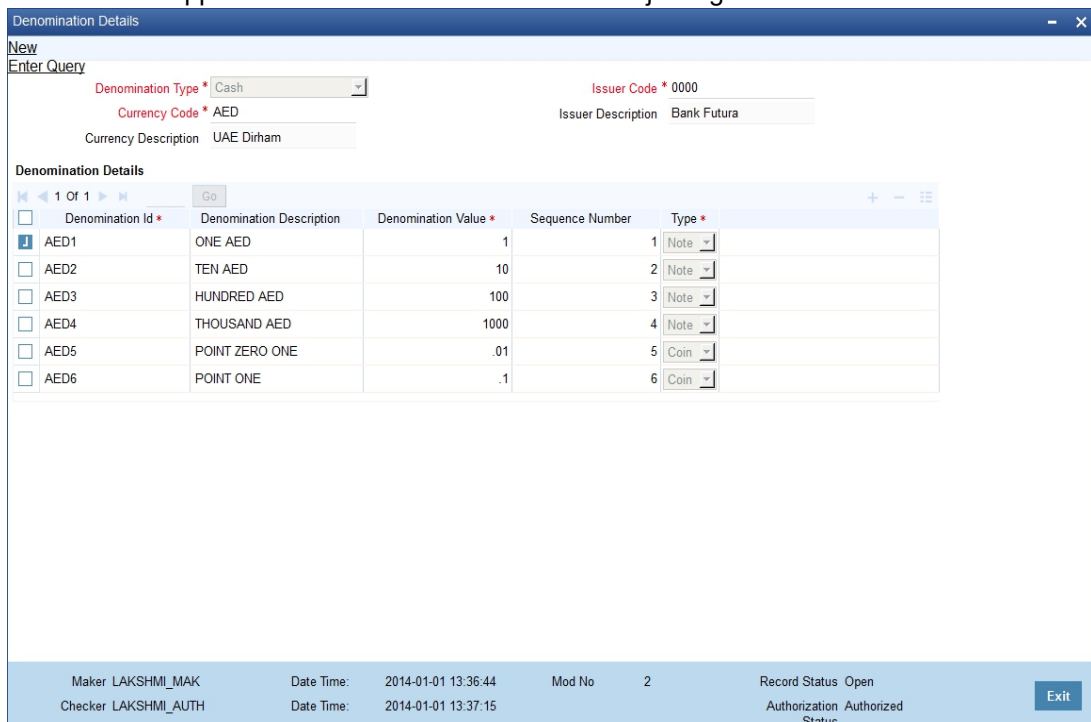 Denomination Details
New
Enter Query
Denomination Type * Cash Issuer Code * 0000
Currency Code * AED Issuer Description Bank Futura
Currency Description UAE Dirham
Denomination Details
1 Of 1 Go
Denomination Id * Denomination Description Denomination Value * Sequence Number Type *
AED1 ONE AED 1 1 Note
AED2 TEN AED 10 2 Note
AED3 HUNDRED AED 100 3 Note
AED4 THOUSAND AED 1000 4 Note
AED5 POINT ZERO ONE .01 5 Coin
AED6 POINT ONE .1 6 Coin
Maker LAKSHMI_MAK Date Time: 2014-01-01 13:36:44 Mod No 2 Record Status Open
Checker LAKSHMI_AUTH Date Time: 2014-01-01 13:37:15 Authorization Authorized
Status
Exit